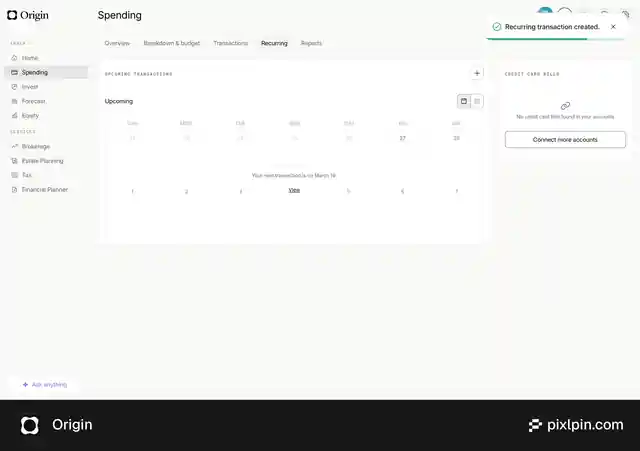 Origin
Spending
Recurring transaction created.
TRACK
Home
Spending
Invest
Forecast
Equity
SERVICES
Brokerage
Estate Planning
Tax
Financial Planner
Ask anything
Overview
Breakdown & budget
Transactions
Recurring
Reports
UPCOMING TRANSACTIONS
Upcoming
27
28
Your next transaction is on March 19.
View
1 2 3 5 6 7
CREDIT CARD BILLS
No credit card bills found in your accounts
Connect more accounts
Origin
pixlpin.com